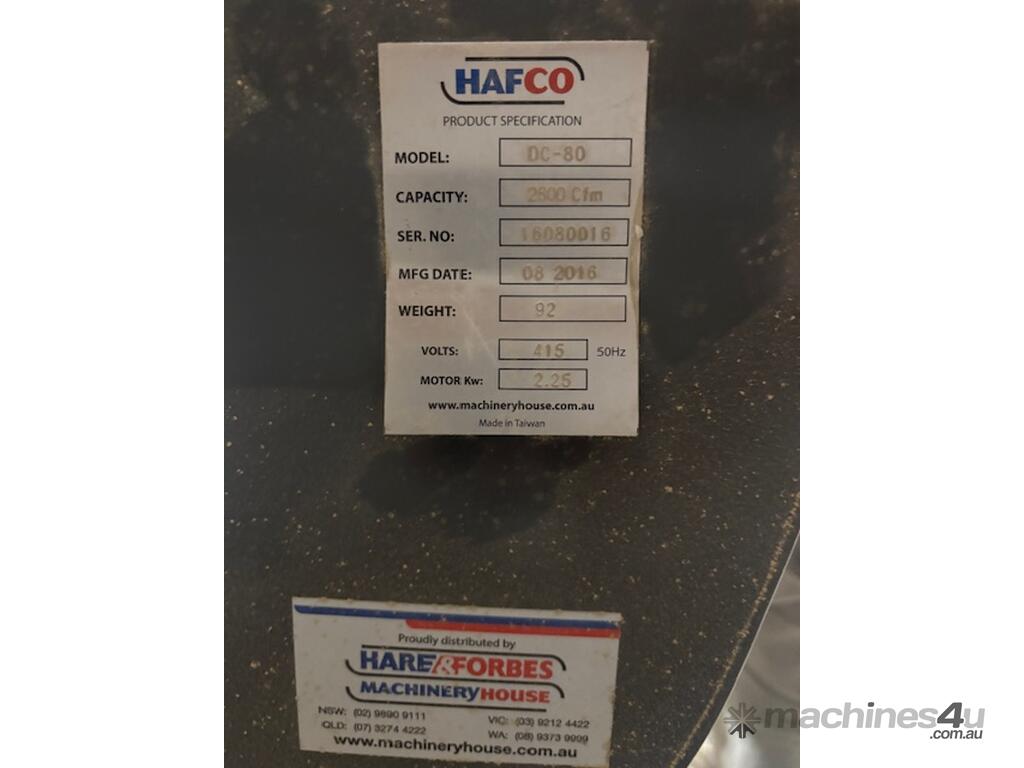 HAFCO
PRODUCT SPECIFICATION
MODEL: DC-80
CAPACITY: 2800 Cfm
SER. NO: 16080016
MFG DATE: 08 2016
WEIGHT: 92
VOLTS: 415 50Hz
MOTOR Kw: 2.25
www.machineryhouse.com.au
Made in Taiwan
Proudly distributed by
HARE&FORBES
MACHINERYHOUSE
NSW: (02) 9890 9111 VIC: (03) 9212 4422
QLD: (07) 3274 4222 WA: (08) 9373 9999
www.machineryhouse.com.au
machines4u
.com.au